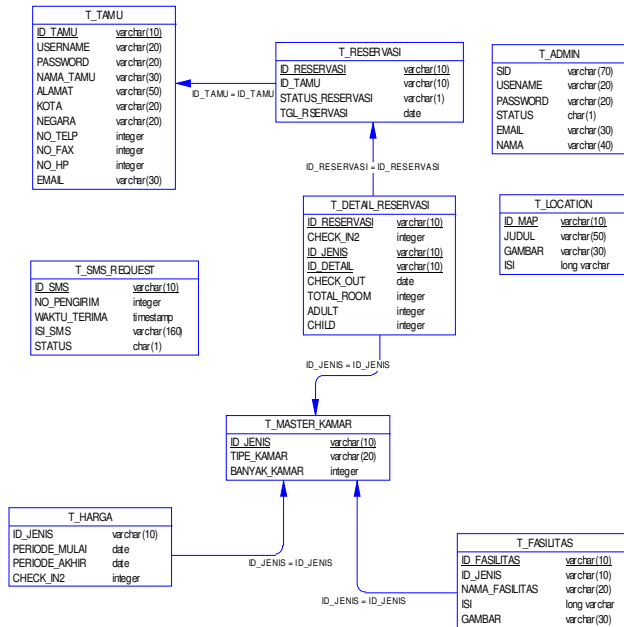 T_TAMU
ID_TAMU varchar(10)
USERNAME varchar(20)
PASSWORD varchar(20)
NAMA_TAMU varchar(30)
ALAMAT varchar(50)
KOTA varchar(20)
NEGARA varchar(20)
NO_TELP integer
NO_FAX integer
NO_HP integer
EMAIL varchar(30)
ID_TAMU = ID_TAMU
T_RESERVASI
ID_RESERVASI varchar(10)
ID_TAMU varchar(10)
STATUS_RESERVASI varchar(1)
TGL_RSERVASI date
T_ADMIN
SID varchar(70)
USENAME varchar(20)
PASSWORD varchar(20)
STATUS char(1)
EMAIL varchar(30)
NAMA varchar(40)
ID_RESERVASI = ID_RESERVASI
T_DETAIL_RESERVASI
ID_RESERVASI varchar(10)
CHECK_IN2 integer
ID_JENIS varchar(10)
ID_DETAIL varchar(10)
CHECK_OUT date
TOTAL_ROOM integer
ADULT integer
CHILD integer
T_LOCATION
ID_MAP varchar(10)
JUDUL varchar(50)
GAMBAR varchar(30)
ISI long varchar
T_SMS_REQUEST
ID_SMS varchar(10)
NO_PENGIRIM integer
WAKTU_TERIMA timestamp
ISI_SMS varchar(160)
STATUS char(1)
ID_JENIS = ID_JENIS
T_MASTER_KAMAR
ID_JENIS varchar(10)
TIPE_KAMAR varchar(20)
BANYAK_KAMAR integer
T_HARGA
ID_JENIS varchar(10)
PERIODE_MULAI date
PERIODE_AKHIR date
CHECK_IN2 integer
ID_JENIS = ID_JENIS
ID_JENIS = ID_JENIS
T_FASILITAS
ID_FASILITAS varchar(10)
ID_JENIS varchar(10)
NAMA_FASILITAS varchar(20)
ISI long varchar
GAMBAR varchar(30)